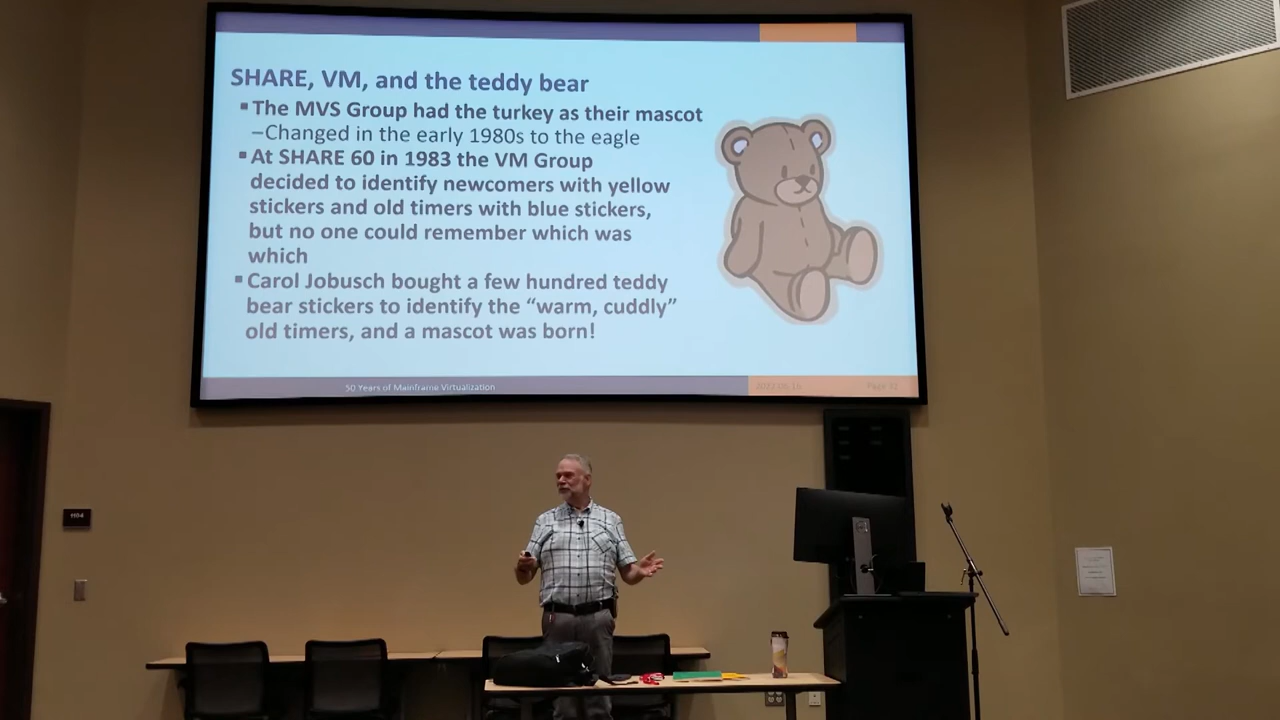 SHARE, VM, and the teddy bear
▪The MVS Group had the turkey as their mascot
–Changed in the early 1980s to the eagle
▪At SHARE 60 in 1983 the VM Group
decided to identify newcomers with yellow
stickers and old timers with blue stickers,
but no one could remember which was
which
▪Carol Jobusch bought a few hundred teddy
bear stickers to identify the “warm, cuddly”
old timers, and a mascot was born!
50 Years of Mainframe Virtualization
Page 12